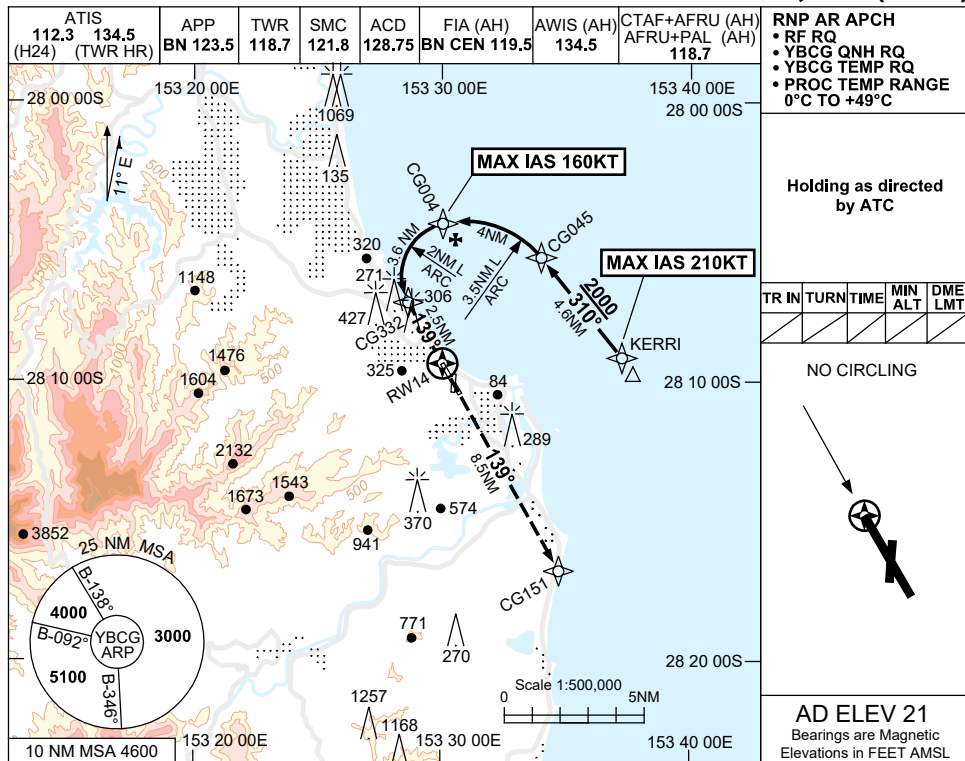 ATIS
112.3 134.5
(H24) (TWR HR)
APP
BN 123.5
TWR
118.7
SMC
121.8
ACD
128.75
FIA (AH)
BN CEN 119.5
AWIS (AH)
134.5
CTAF+AFRU (AH)
AFRU+PAL (AH)
118.7
RNP AR APCH
• RF RQ
• YBCG QNH RQ
• YBCG TEMP RQ
• PROC TEMP RANGE
0°C TO +49°C
Holding as directed
by ATC
TR IN TURN TIME MIN ALT DME LMT
NO CIRCLING
AD ELEV 21
Bearings are Magnetic
Elevations in FEET AMSL
153 20 00E
153 30 00E
153 40 00E
28 00 00S
28 00 00S
11° E
500
1069
135
MAX IAS 160KT
CG004
CG045
4NM
3.6 NM
2NM L
ARC
3.5NM L
ARC
MAX IAS 210KT
2000
310°
4.6NM
KERRI
320
271
306
427
CG332
2.5NM
139°
325
RW14
84
1148
1000
1476
1604
500
28 10 00S
28 10 00S
289
139°
8.5NM
2132
1543
1673
500
370
574
941
3852
CG151
25 NM MSA
B-138°
4000
B-092°
YBCG
ARP
3000
5100
B-346°
771
270
28 20 00S
Scale 1:500,000
0 5NM
1257
1168
10 NM MSA 4600
153 20 00E
153 30 00E
153 40 00E